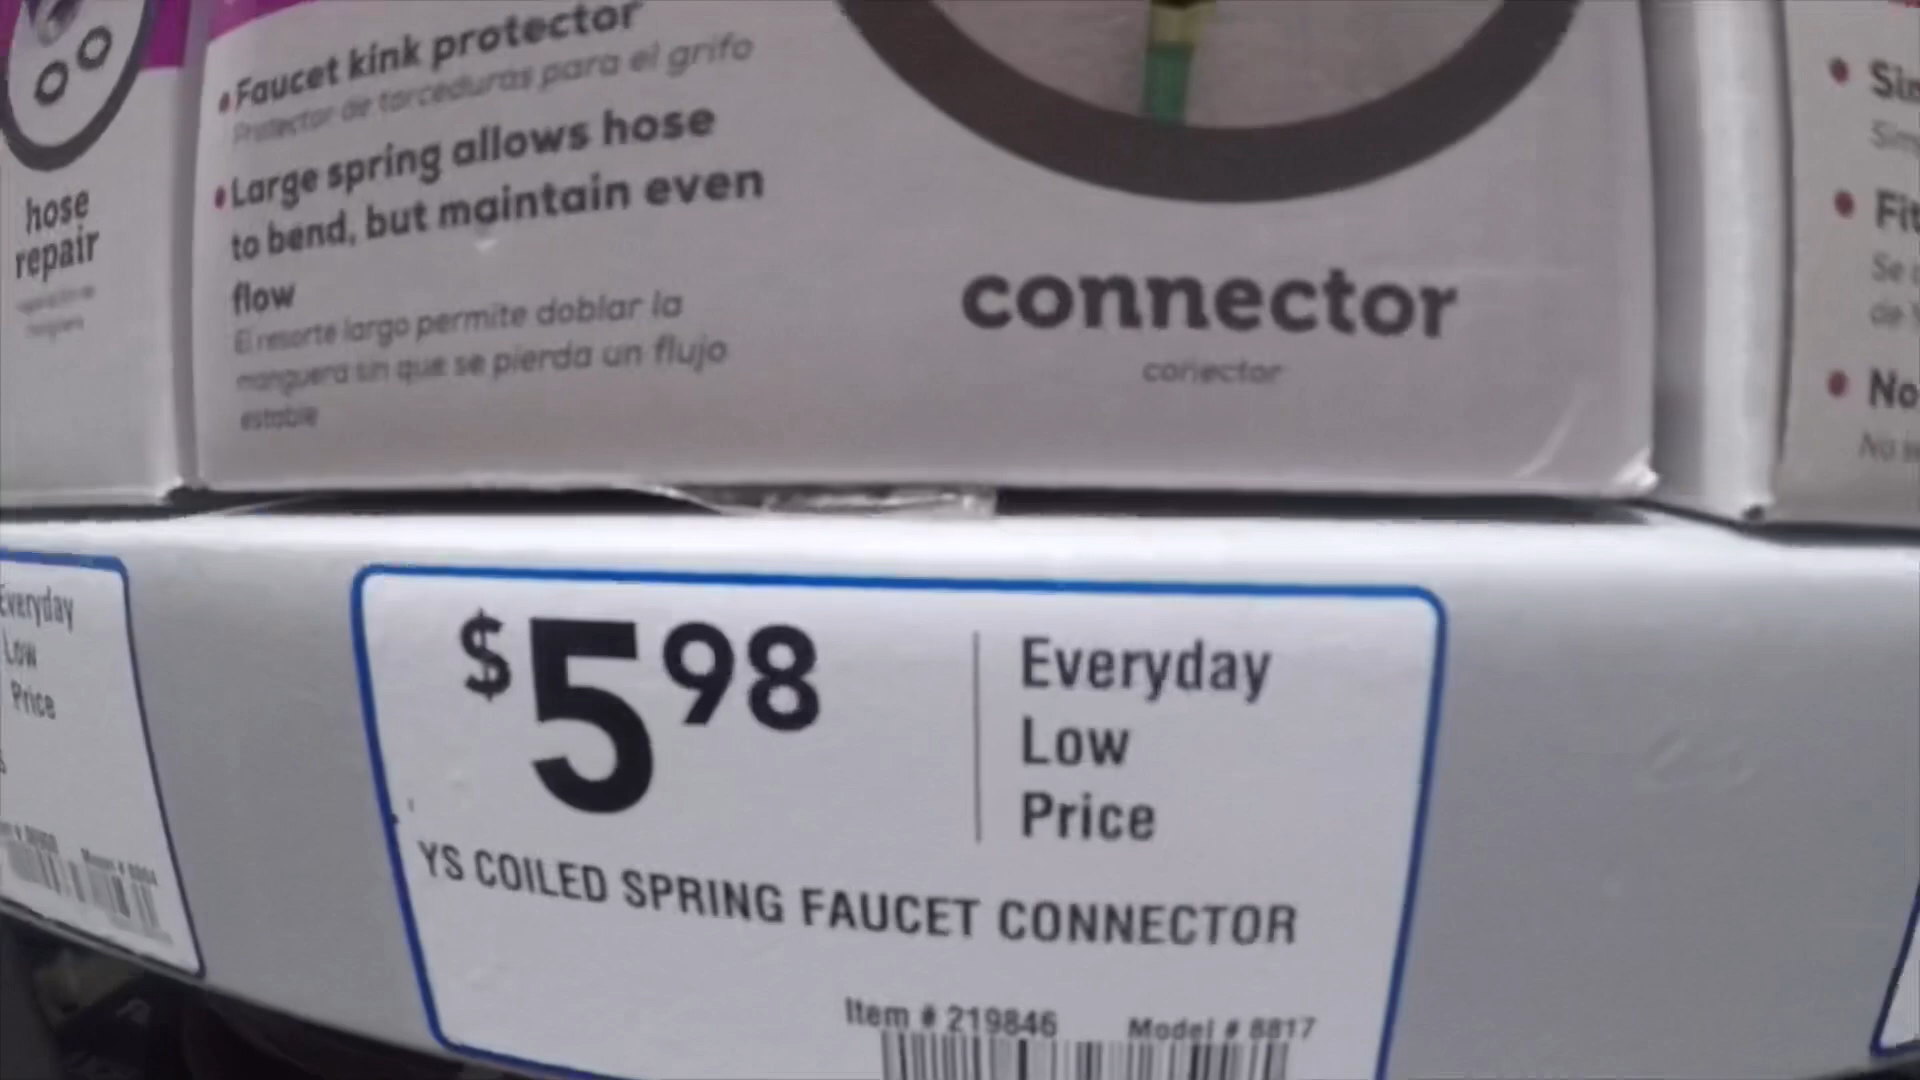 hose
repair
• Faucet kink protector
Protector de torceduras para el grifo
• Large spring allows hose
to bend, but maintain even
flow
El resorte largo permite doblar la
manguera sin que se pierda un flujo
estable
connector
conector
No
Everyday
Low
Price
$5 98
Everyday
Low
Price
YS COILED SPRING FAUCET CONNECTOR
Item # 219846 Model # 8817